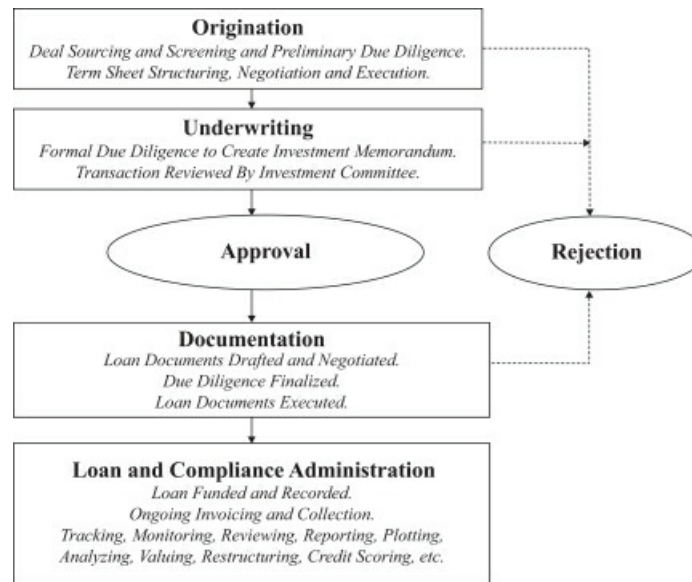 Origination
Deal Sourcing and Screening and Preliminary Due Diligence.
Term Sheet Structuring, Negotiation and Execution.
Underwriting
Formal Due Diligence to Create Investment Memorandum.
Transaction Reviewed By Investment Committee.
Approval
Rejection
Documentation
Loan Documents Drafted and Negotiated.
Due Diligence Finalized.
Loan Documents Executed.
Loan and Compliance Administration
Loan Funded and Recorded.
Ongoing Invoicing and Collection.
Tracking, Monitoring, Reviewing, Reporting, Plotting,
Analyzing, Valuing, Restructuring, Credit Scoring, etc.